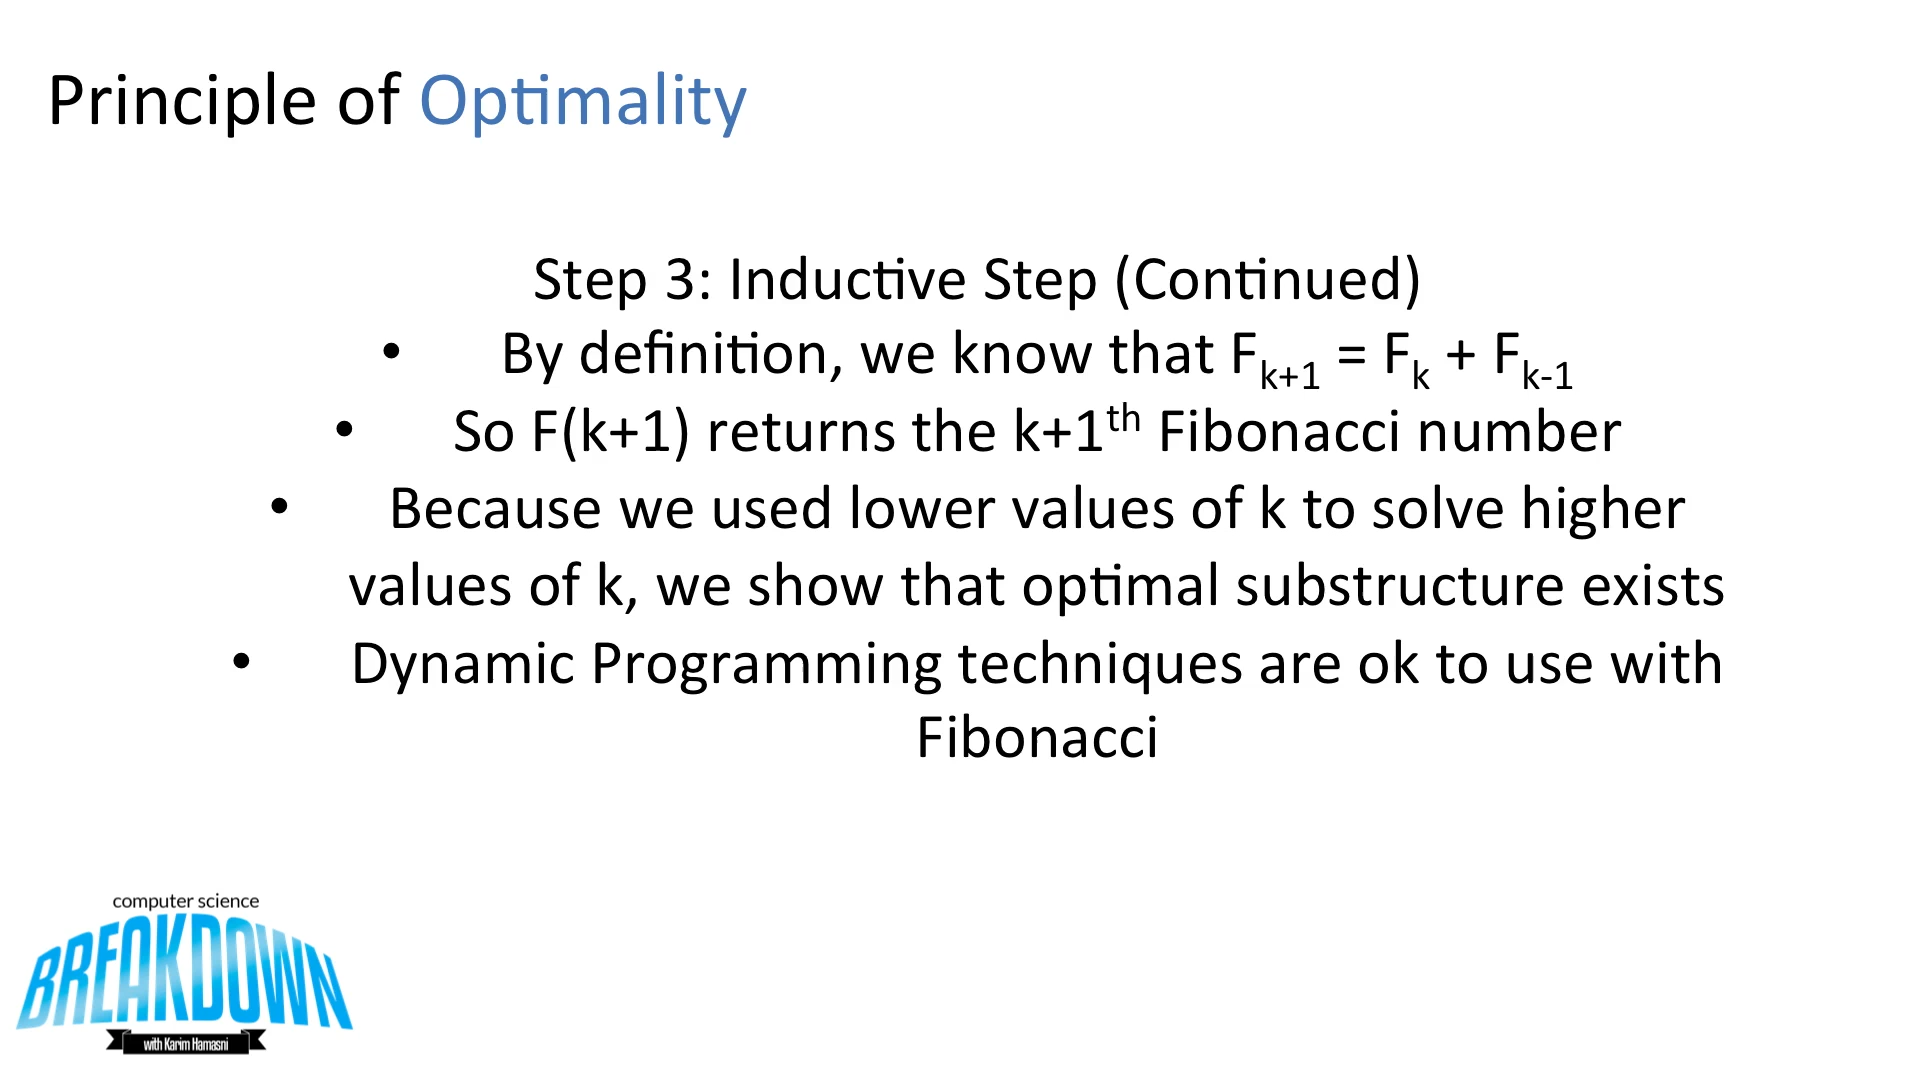 Principle of Optimality
Step 3: Inductive Step (Continued)
• By definition, we know that Fₖ₊₁ = Fₖ + Fₖ₋₁
• So F(k+1) returns the k+1ᵗʰ Fibonacci number
• Because we used lower values of k to solve higher
values of k, we show that optimal substructure exists
• Dynamic Programming techniques are ok to use with
Fibonacci
computer science
BREAKDOWN
with Karim Hamasni